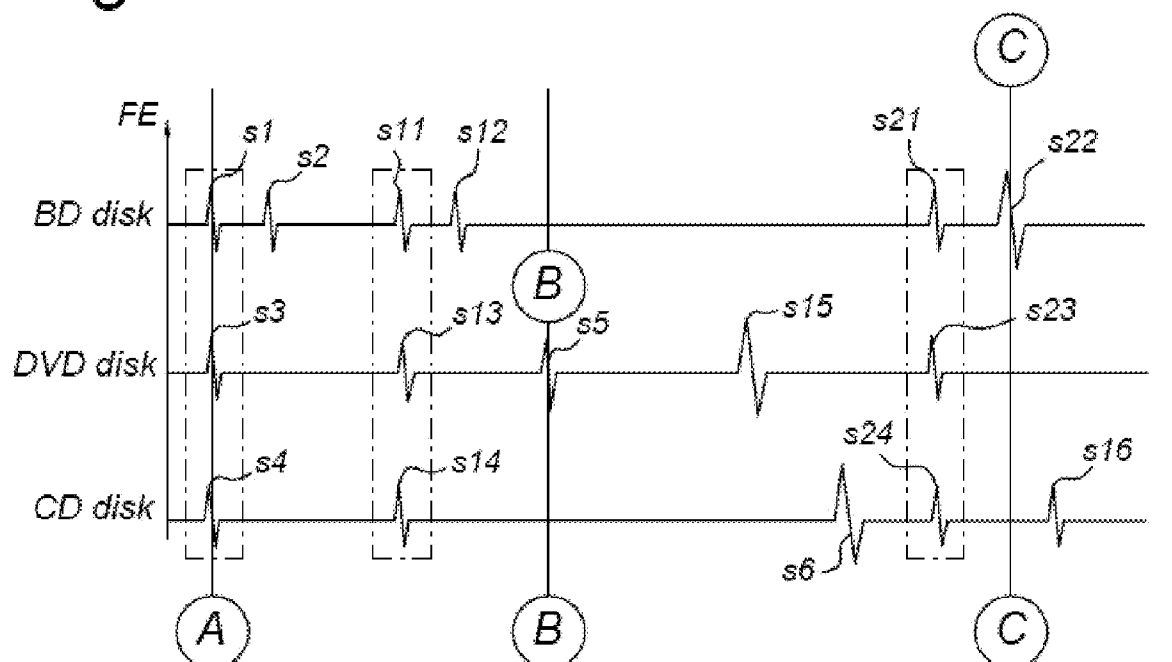 C
FE
s1
s2
s11
s12
s21
s22
BD disk
B
s3
s13
s5
s15
s23
DVD disk
s4
s14
s24
s16
CD disk
s6
A
B
C